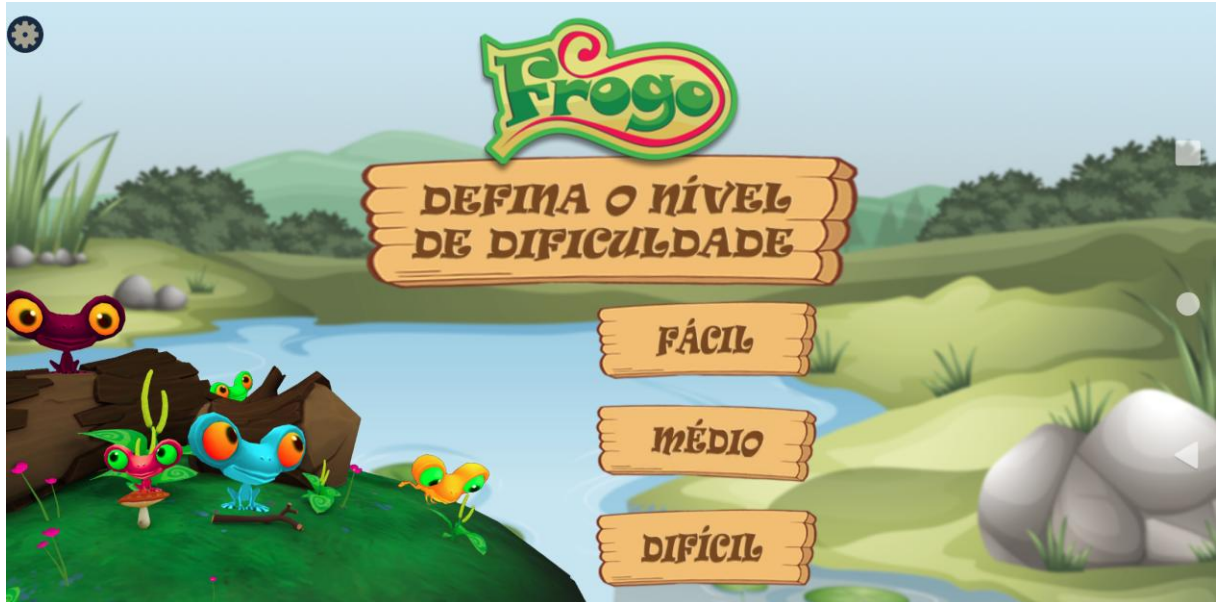 Frogo
DEFINA O NÍVEL
DE DIFICULDADE
FÁCIL
MÉDIO
DIFÍCIL